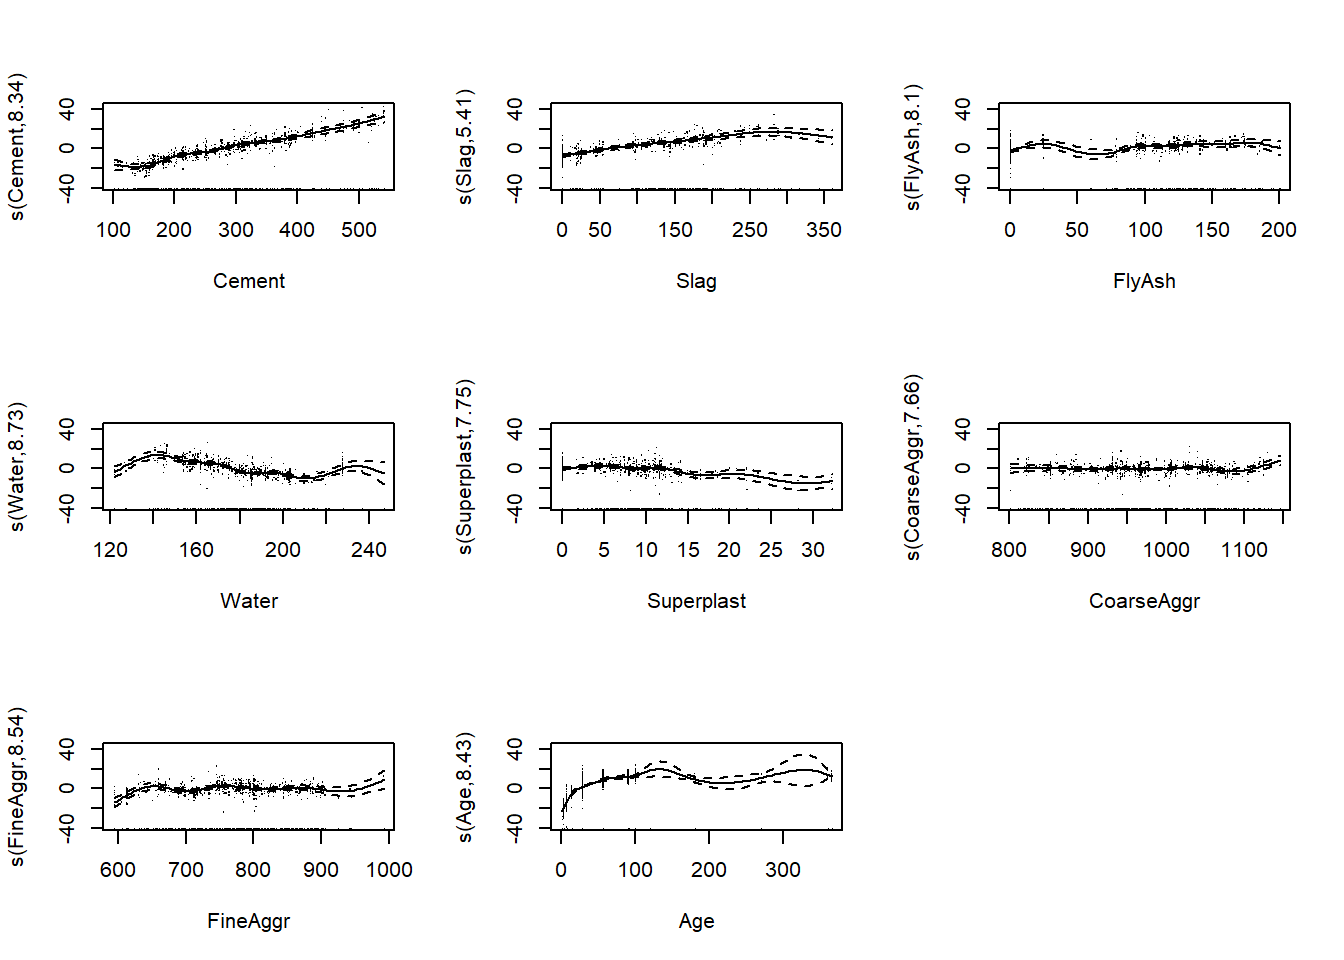 s(Cement,8.34)
40
0
-40
100 200 300 400 500
Cement
s(Slag,5.41)
40
0
-40
0 50 150 250 350
Slag
s(FlyAsh,8.1)
40
0
-40
0 50 100 150 200
FlyAsh
s(Water,8.73)
40
0
-40
120 160 200 240
Water
s(Superplast,7.75)
40
0
-40
0 5 10 15 20 25 30
Superplast
s(CoarseAggr,7.66)
40
0
-40
800 900 1000 1100
CoarseAggr
s(FineAggr,8.54)
40
0
-40
600 700 800 900 1000
FineAggr
s(Age,8.43)
40
0
-40
0 100 200 300
Age